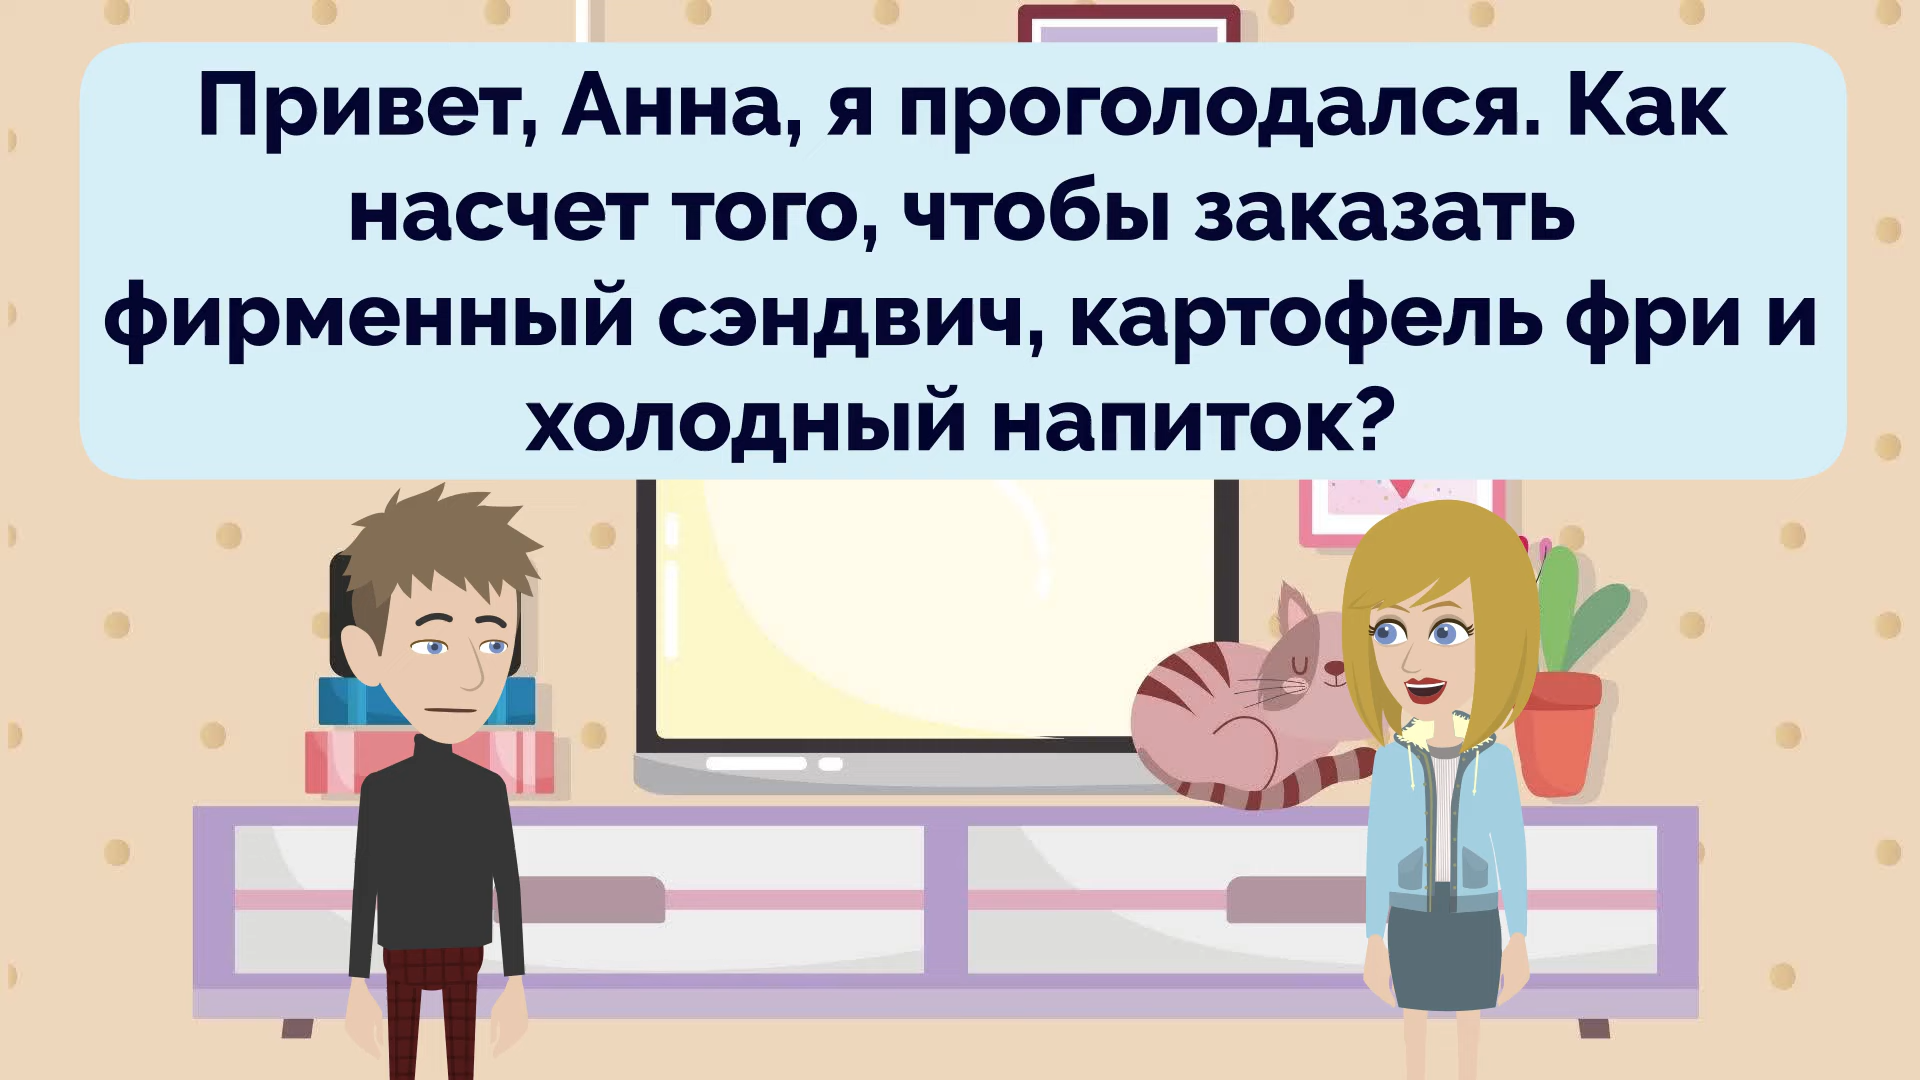 Привет, Анна, я проголодался. Как
насчет того, чтобы заказать
фирменный сэндвич, картофель фри и
холодный напиток?